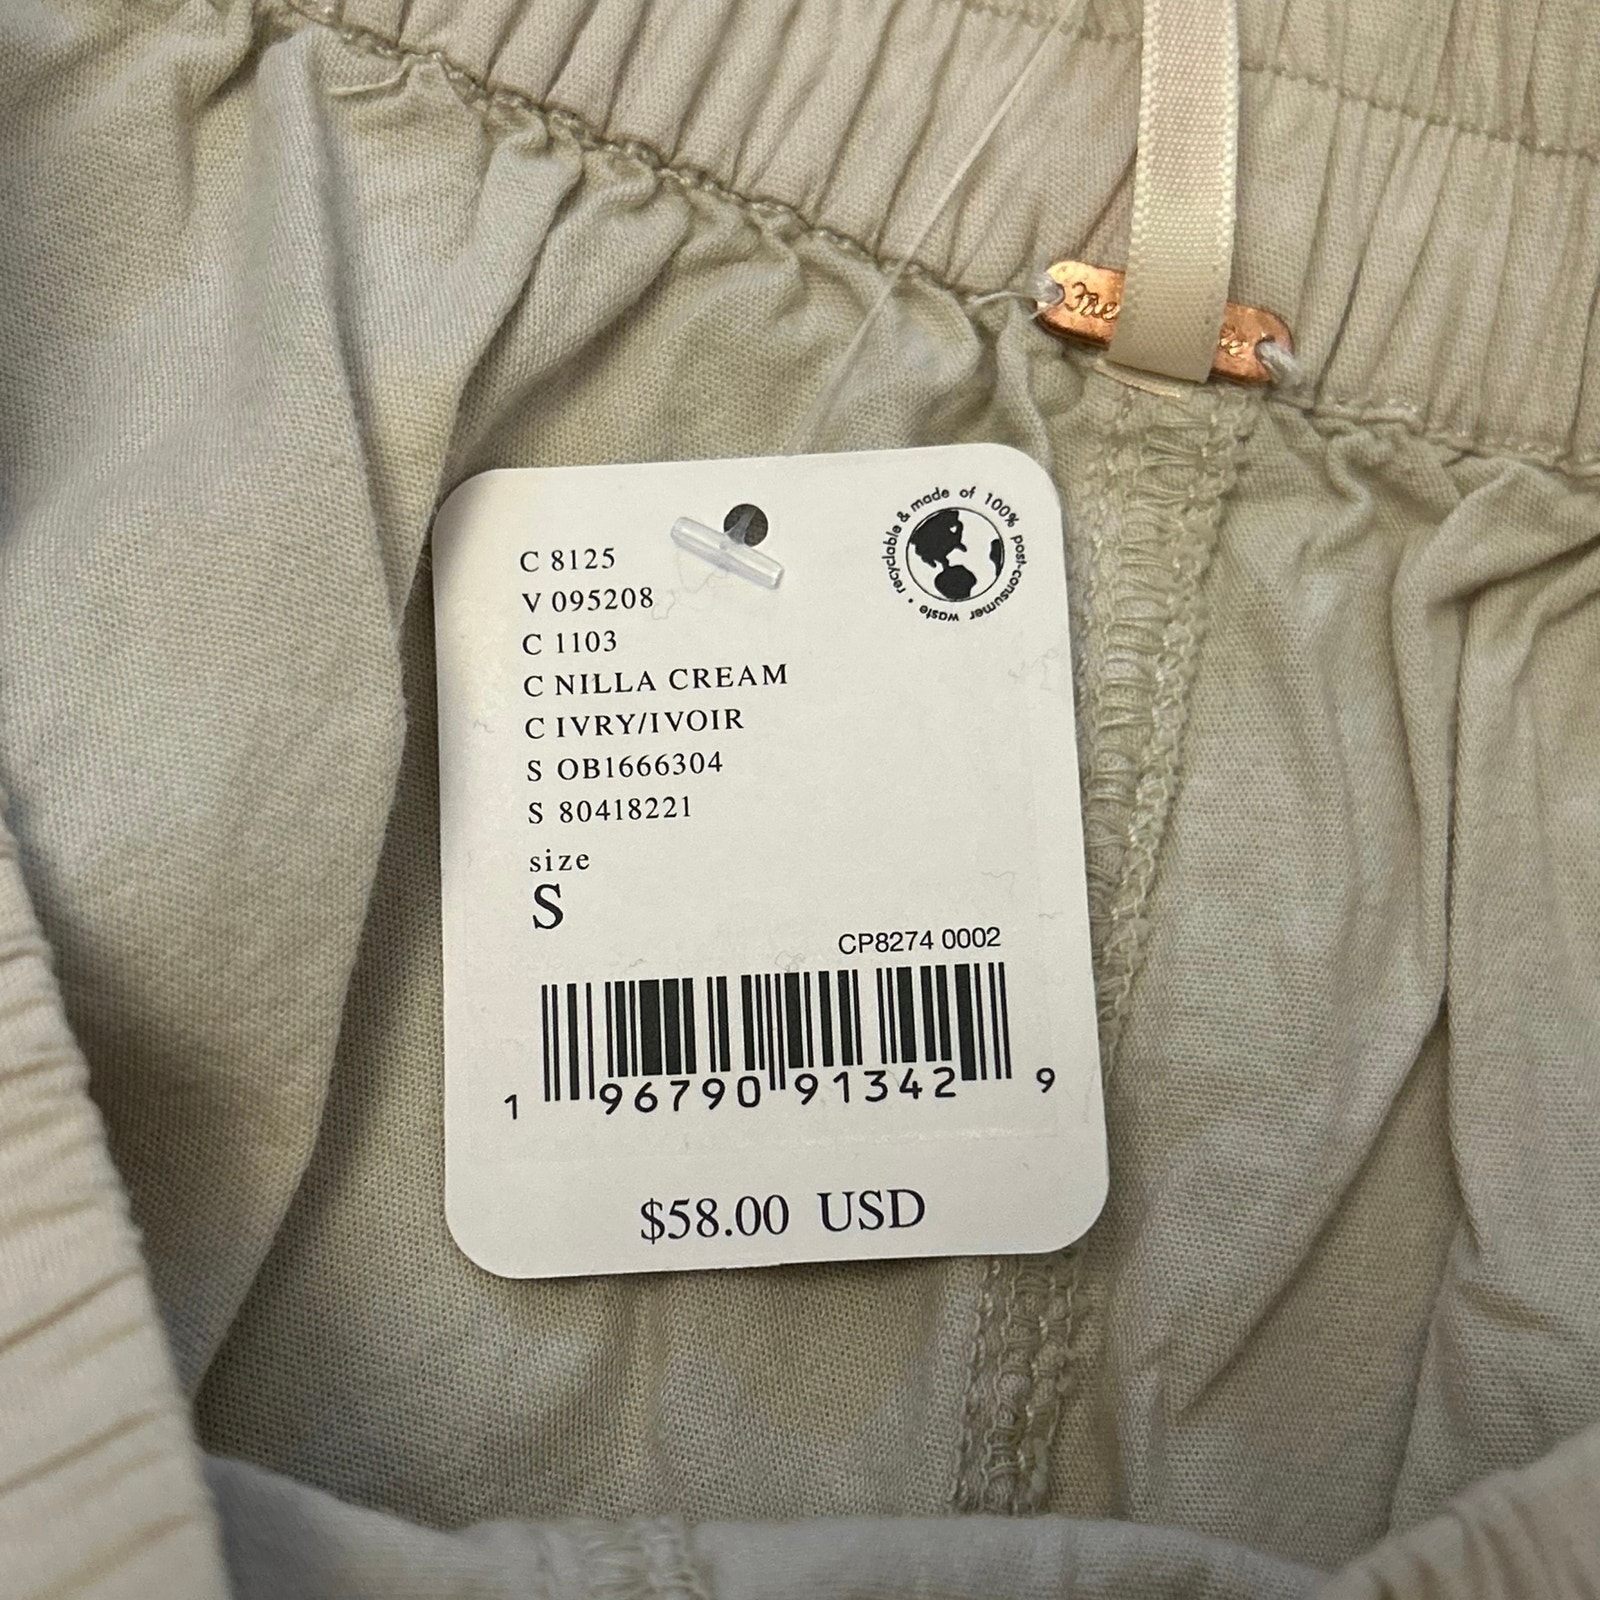 recyclable & made of 100% post-consumer waste •
C 8125
V 095208
C 1103
C NILLA CREAM
C IVRY/IVOIR
S OB1666304
S 80418221
size
S
CP8274 0002
1 96790 91342 9
$58.00 USD